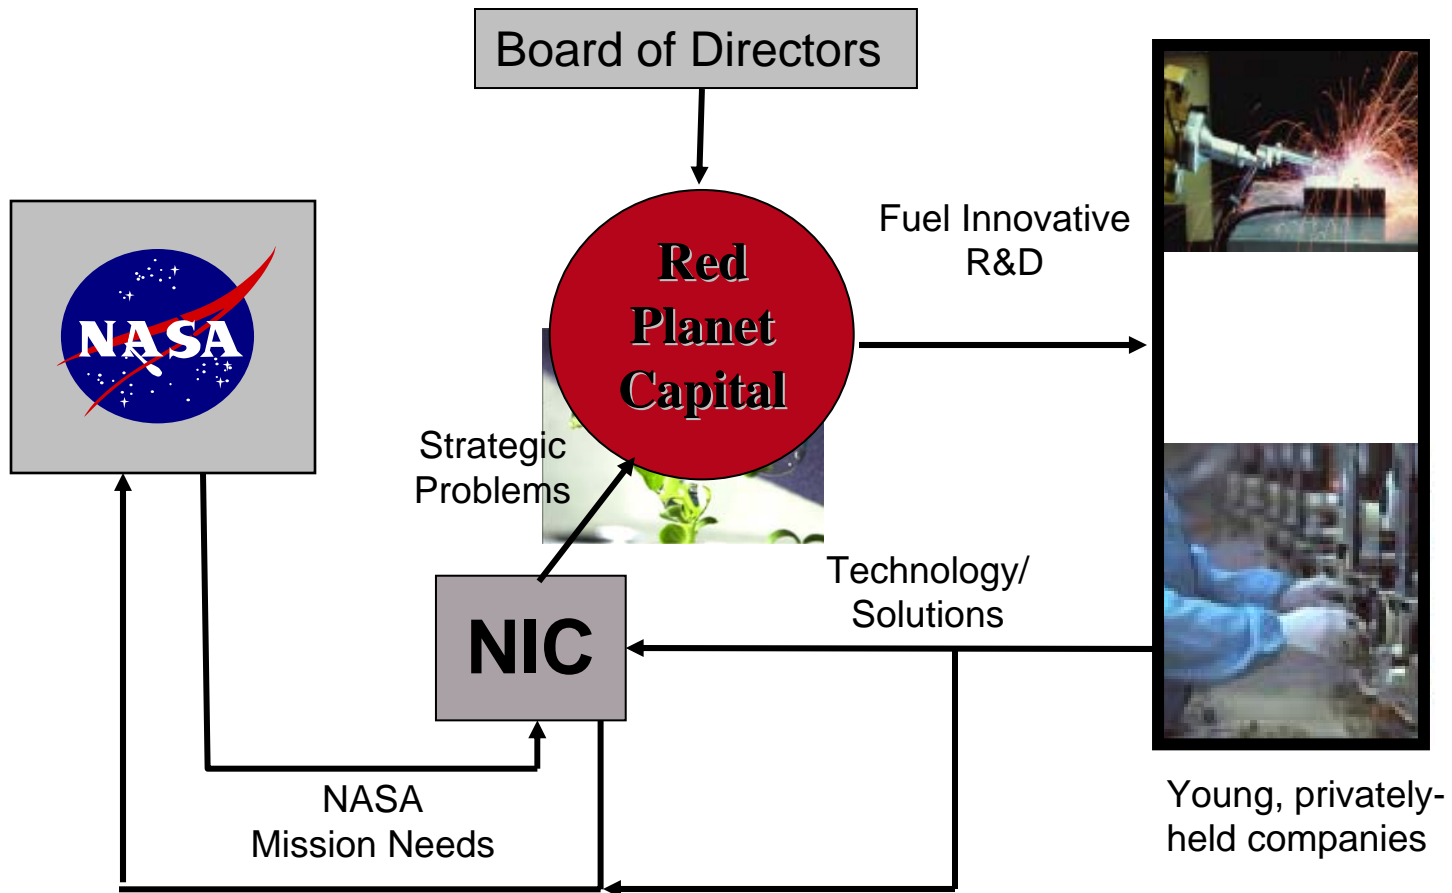 Board of Directors
NASA
Red
Planet
Capital
Fuel Innovative
R&D
Strategic
Problems
Technology/
Solutions
NIC
NASA
Mission Needs
Young, privately-
held companies